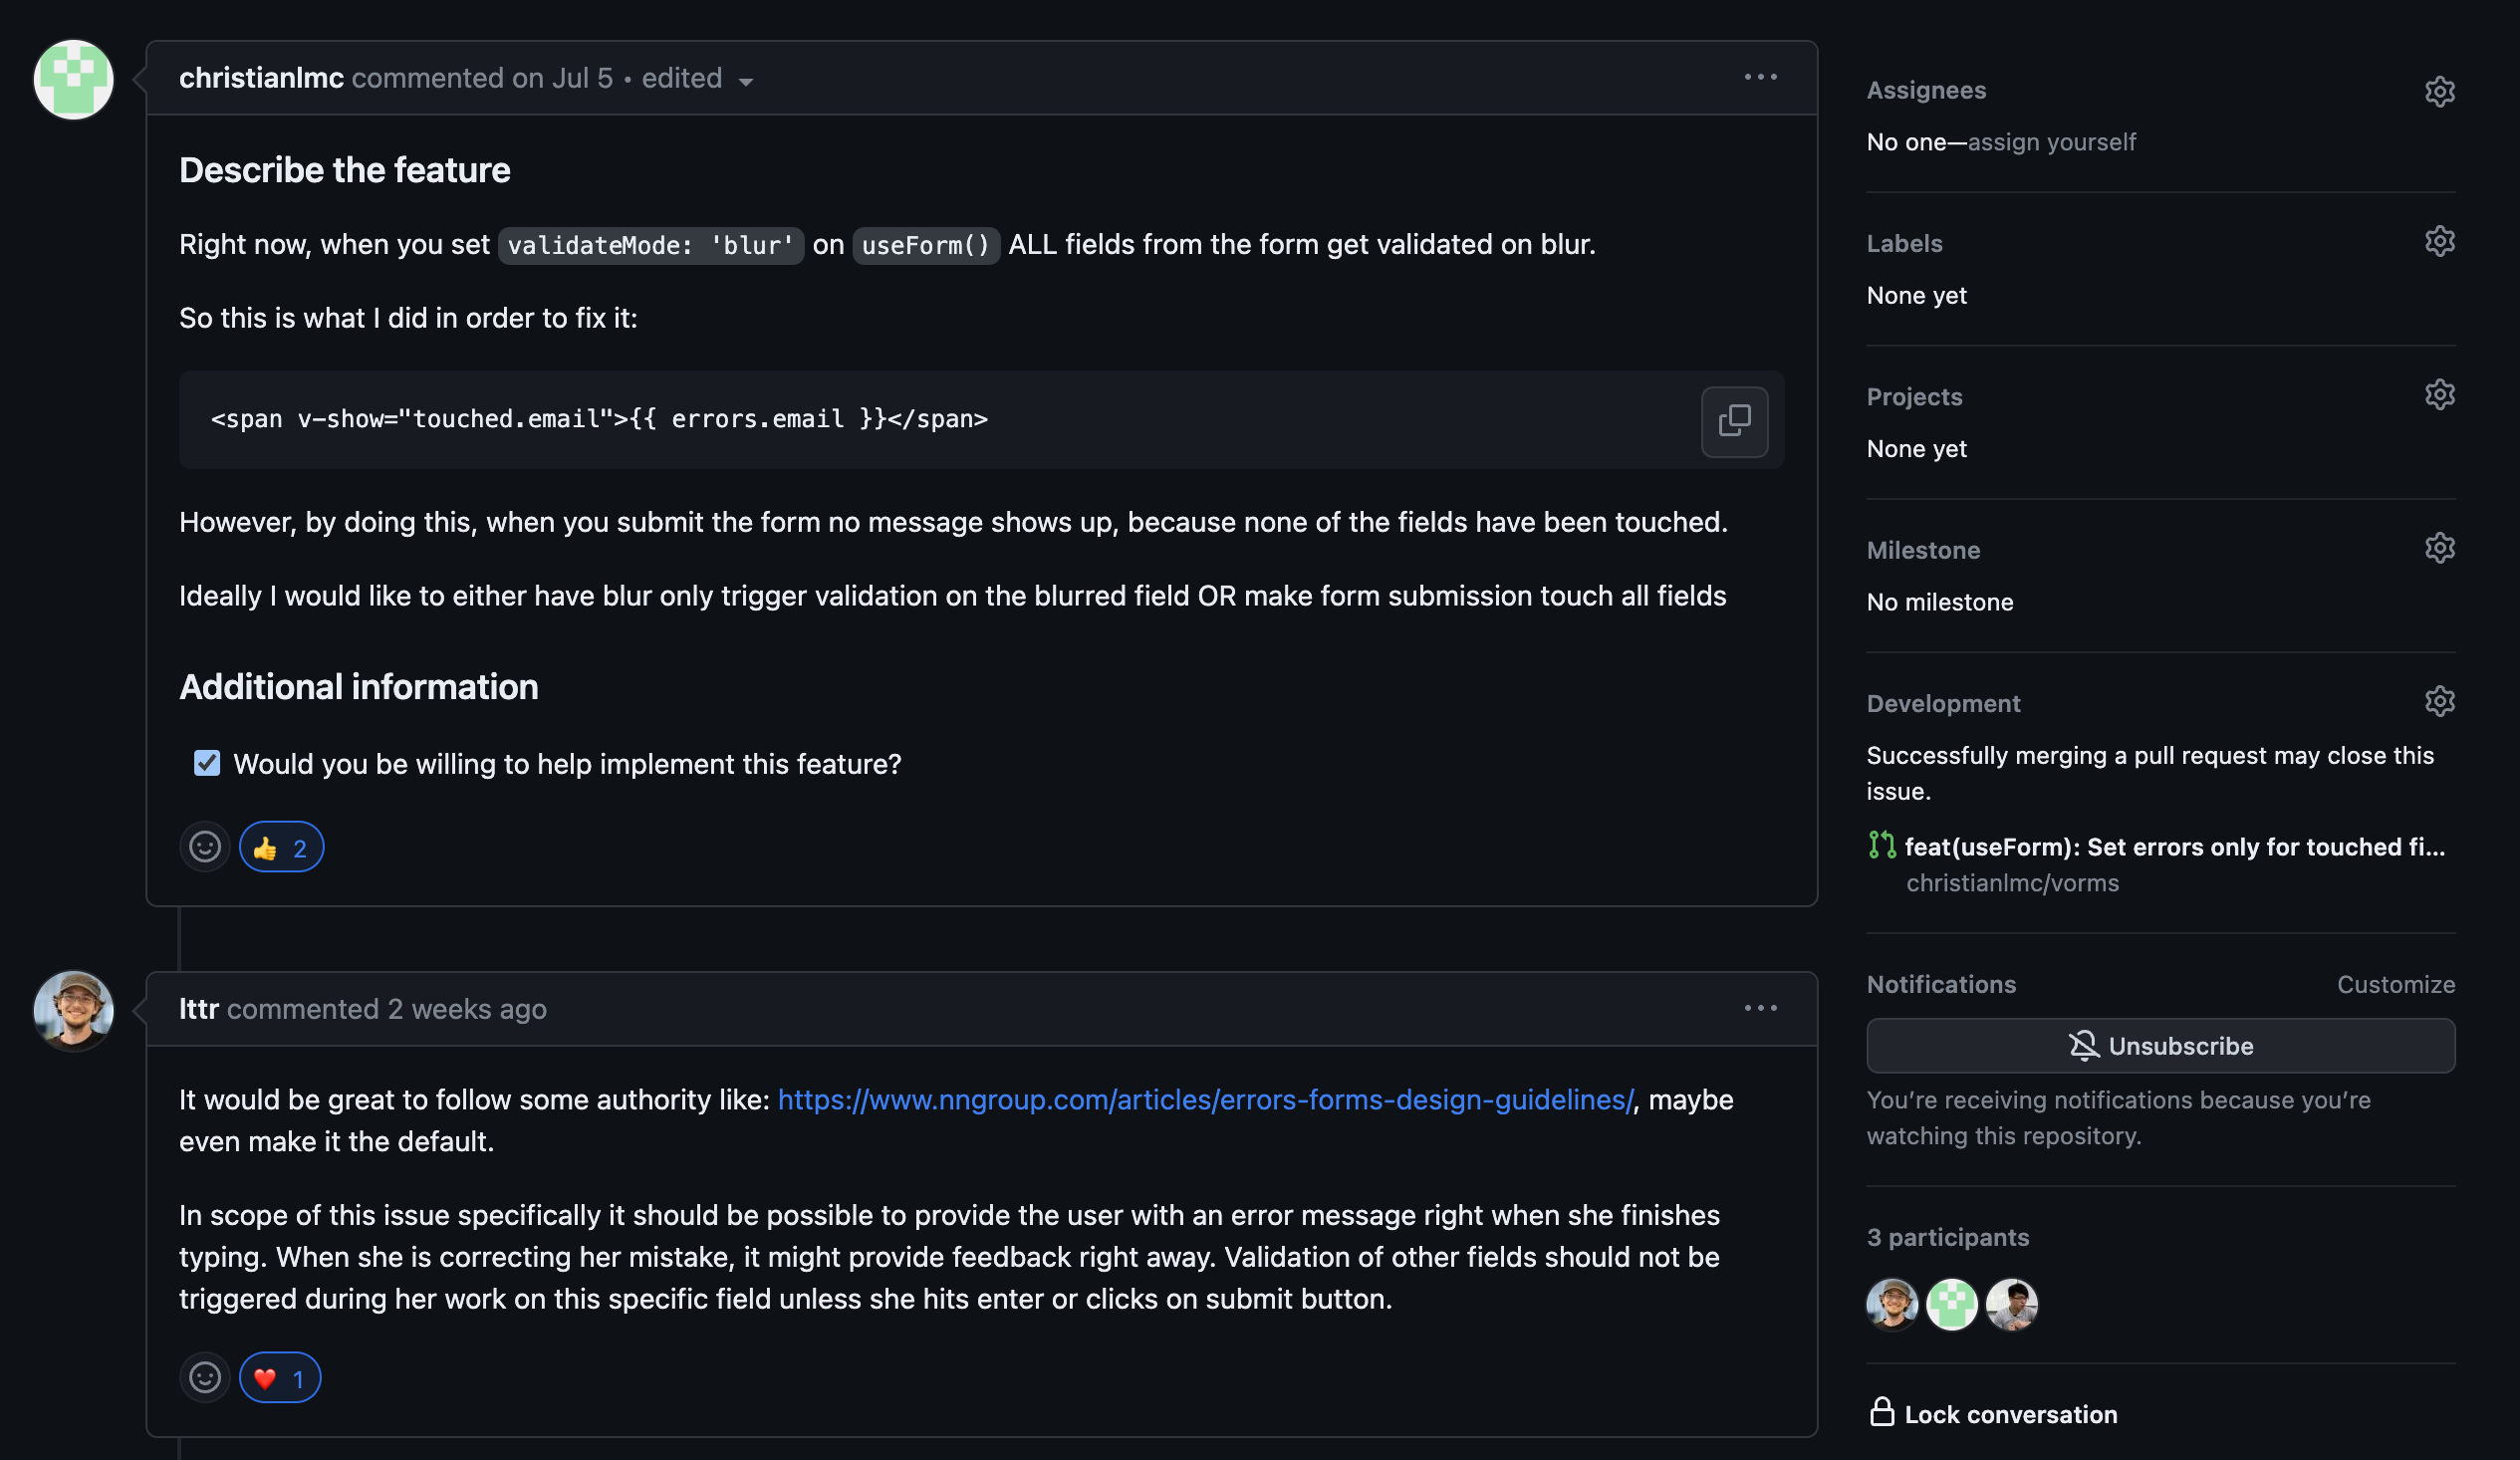 christianlmc commented on Jul 5 • edited
Describe the feature
Right now, when you set validateMode: 'blur' on useForm() ALL fields from the form get validated on blur.
So this is what I did in order to fix it:
<span v-show="touched.email">{{ errors.email }}</span>
However, by doing this, when you submit the form no message shows up, because none of the fields have been touched.
Ideally I would like to either have blur only trigger validation on the blurred field OR make form submission touch all fields
Additional information
Would you be willing to help implement this feature?
👍 2
lttr commented 2 weeks ago
It would be great to follow some authority like: https://www.nngroup.com/articles/errors-forms-design-guidelines/, maybe
even make it the default.
In scope of this issue specifically it should be possible to provide the user with an error message right when she finishes
typing. When she is correcting her mistake, it might provide feedback right away. Validation of other fields should not be
triggered during her work on this specific field unless she hits enter or clicks on submit button.
❤️ 1
Assignees
No one—assign yourself
Labels
None yet
Projects
None yet
Milestone
No milestone
Development
Successfully merging a pull request may close this
issue.
feat(useForm): Set errors only for touched fi...
christianlmc/vorms
Notifications Customize
Unsubscribe
You’re receiving notifications because you’re
watching this repository.
3 participants
Lock conversation